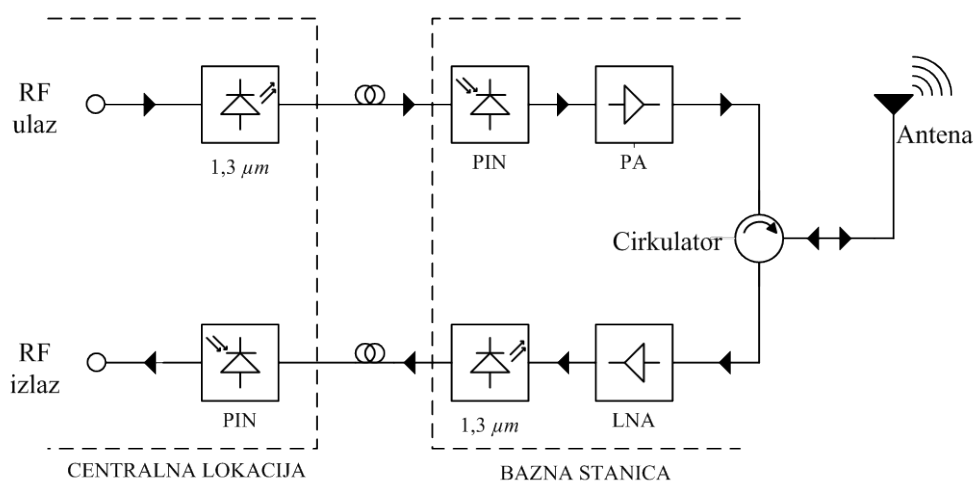 RF
ulaz
1,3 µm
PIN
PA
Antena
Cirkulator
RF
izlaz
PIN
1,3 µm
LNA
CENTRALNA LOKACIJA
BAZNA STANICA